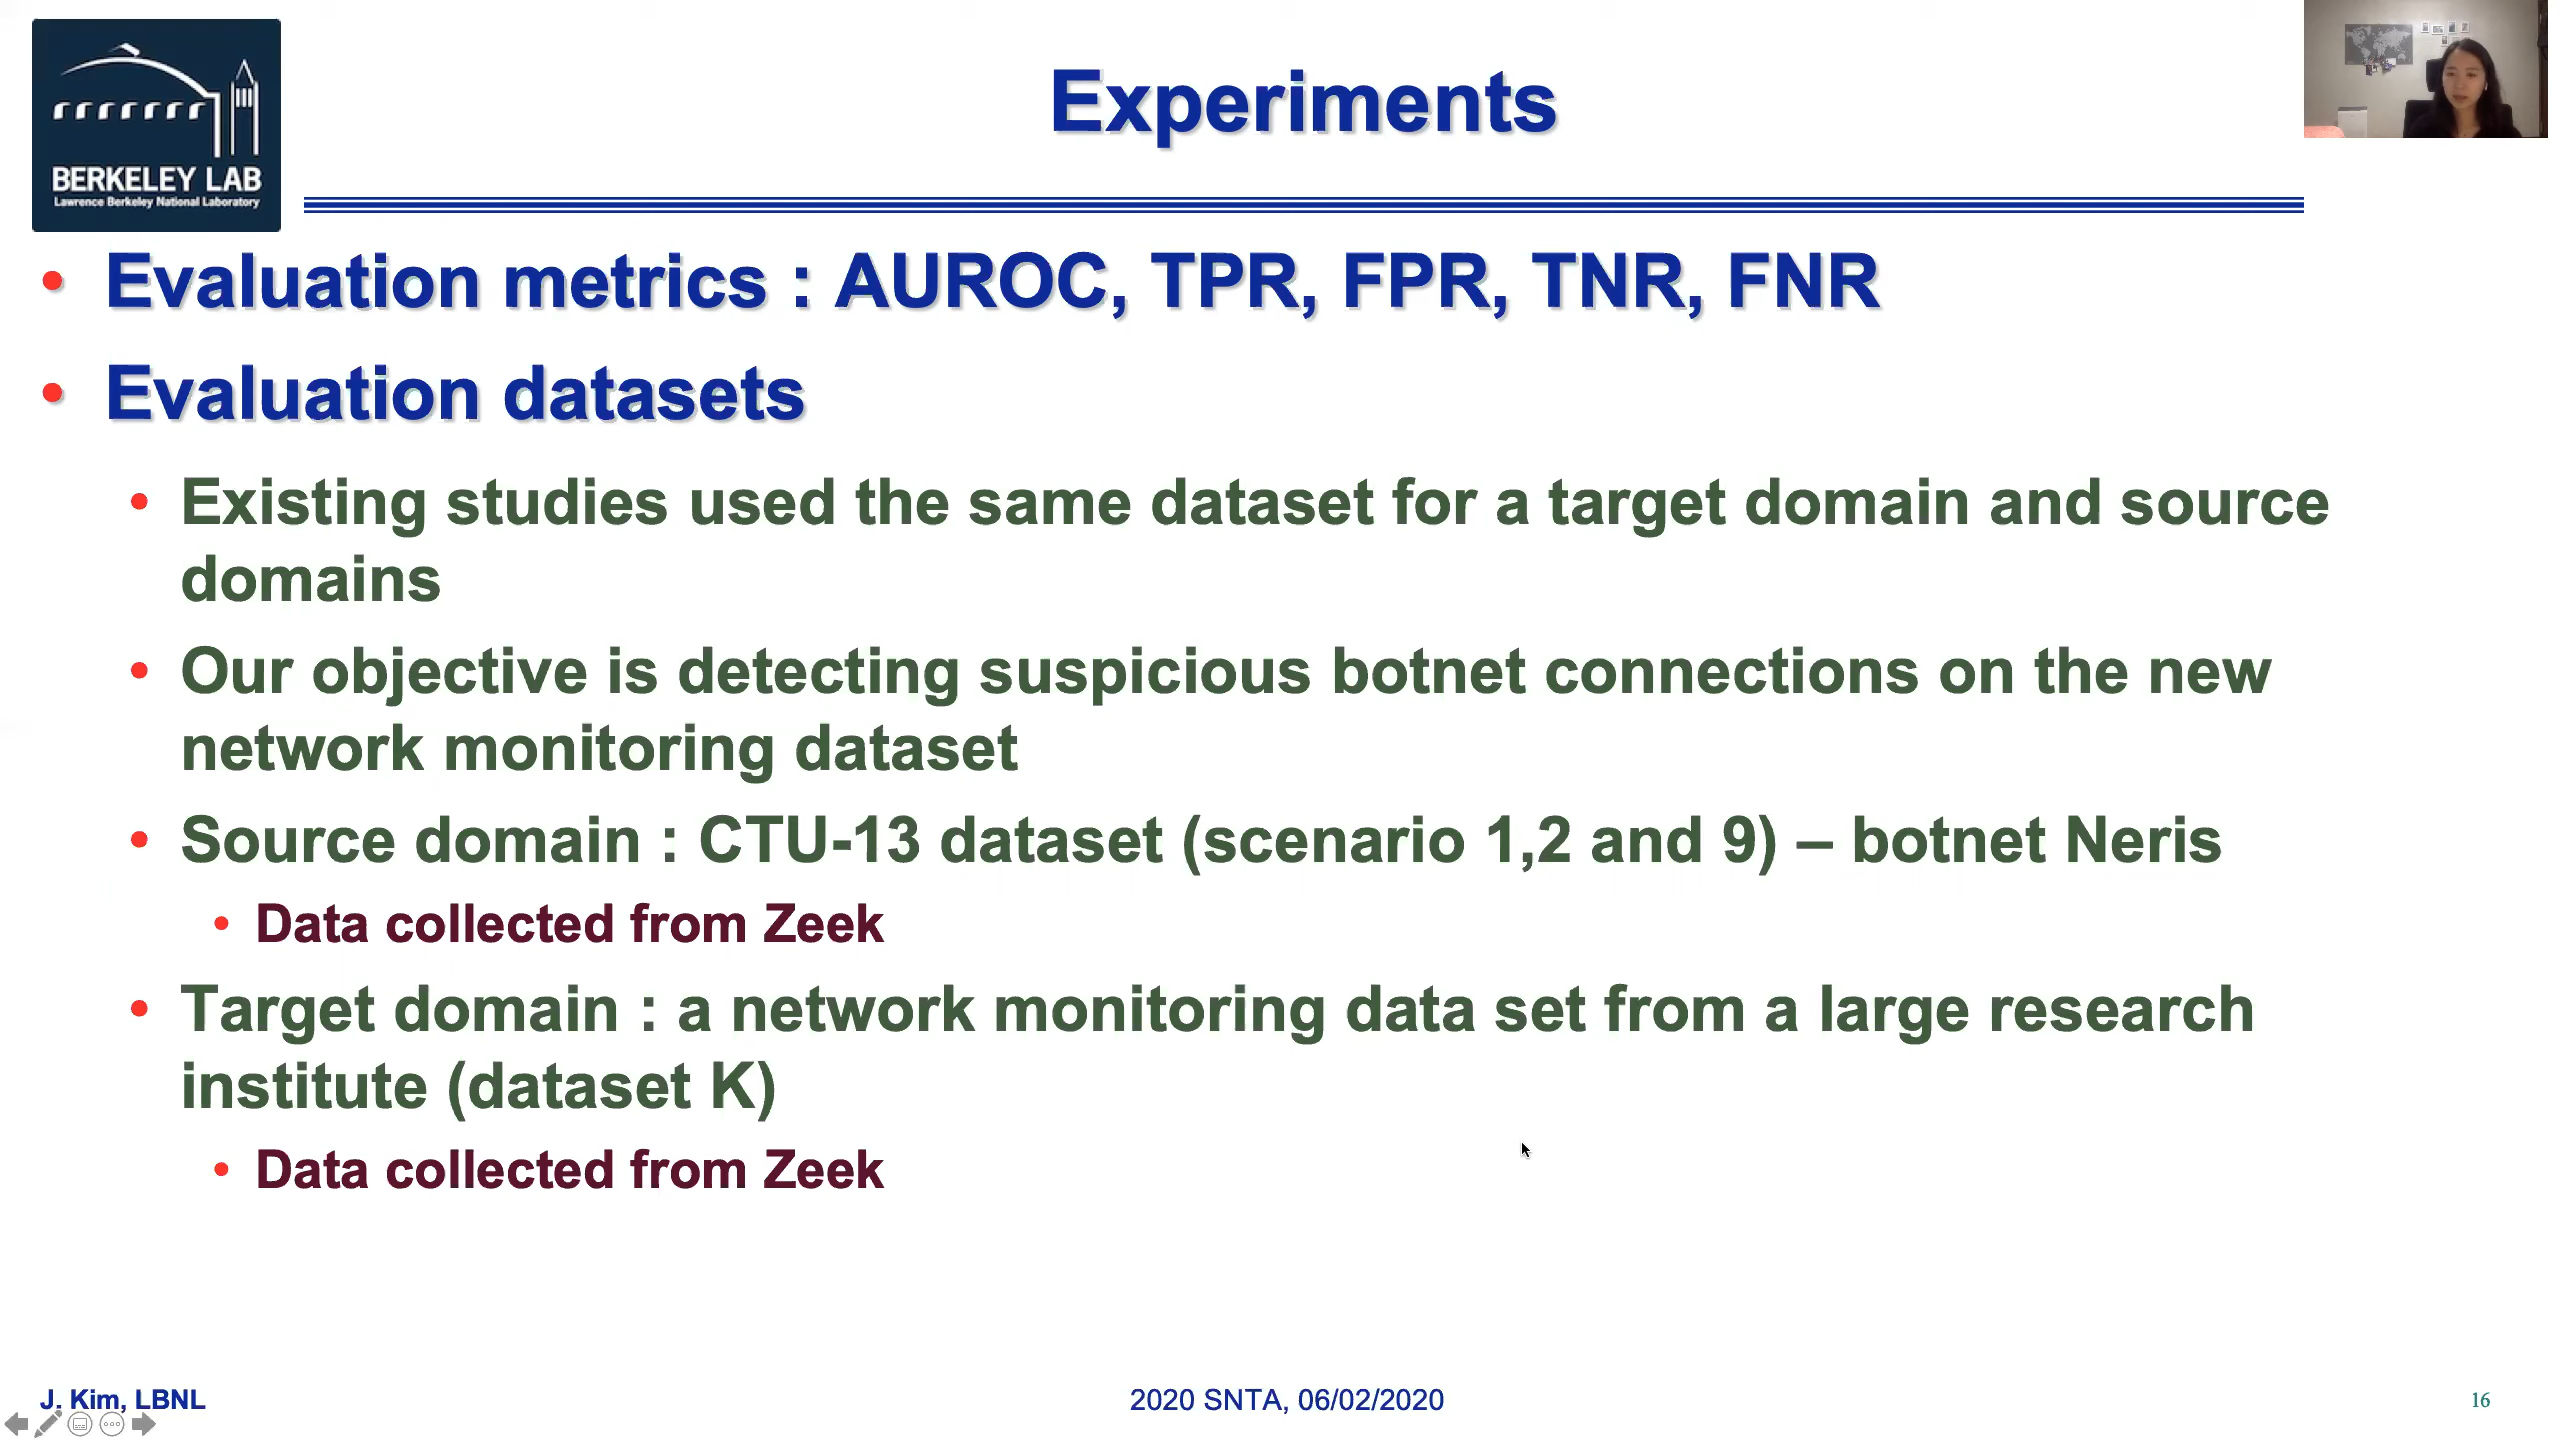 BERKELEY LAB
Lawrence Berkeley National Laboratory
Experiments
• Evaluation metrics : AUROC, TPR, FPR, TNR, FNR
• Evaluation datasets
• Existing studies used the same dataset for a target domain and source
domains
• Our objective is detecting suspicious botnet connections on the new
network monitoring dataset
• Source domain : CTU-13 dataset (scenario 1,2 and 9) – botnet Neris
• Data collected from Zeek
• Target domain : a network monitoring data set from a large research
institute (dataset K)
• Data collected from Zeek
J. Kim, LBNL
2020 SNTA, 06/02/2020
16